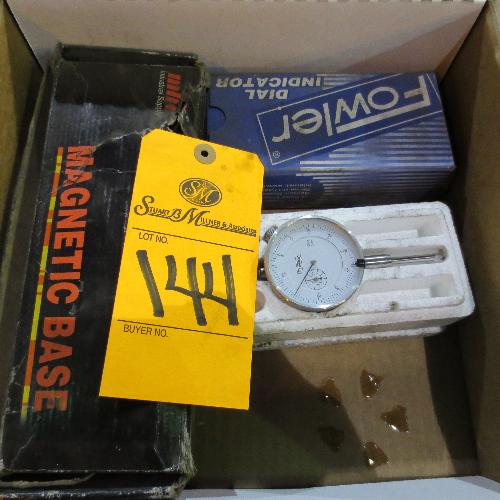 DIAL
INDICATOR
Fowler
MAGNETIC BASE
SM
STUART B MILLNER & ASSOCIATES
LOT NO.
144
BUYER NO.